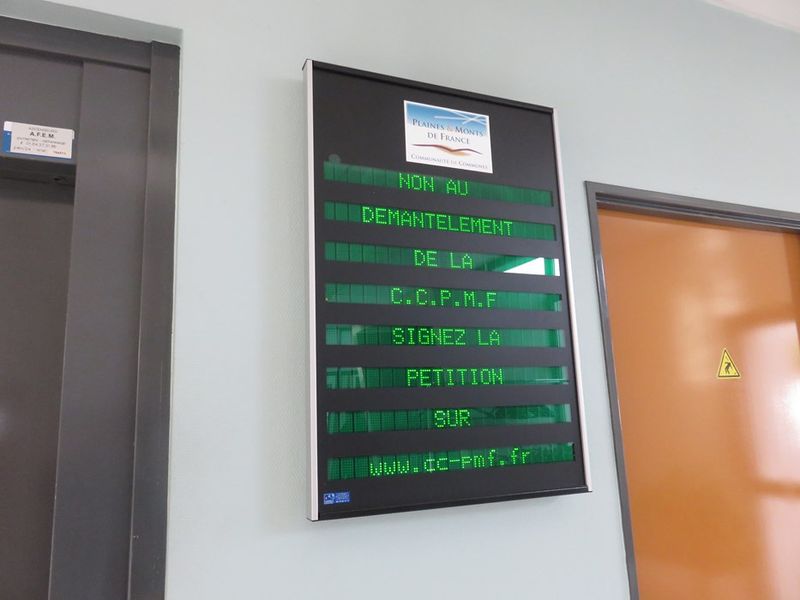 A.F.E.M
PLAINES & MONTS
DE FRANCE
COMMUNAUTÉ DE COMMUNES
NON AU
DEMANTELEMENT
DE LA
C.C.P.M.F
SIGNEZ LA
PETITION
SUR
www.cc-pmf.fr